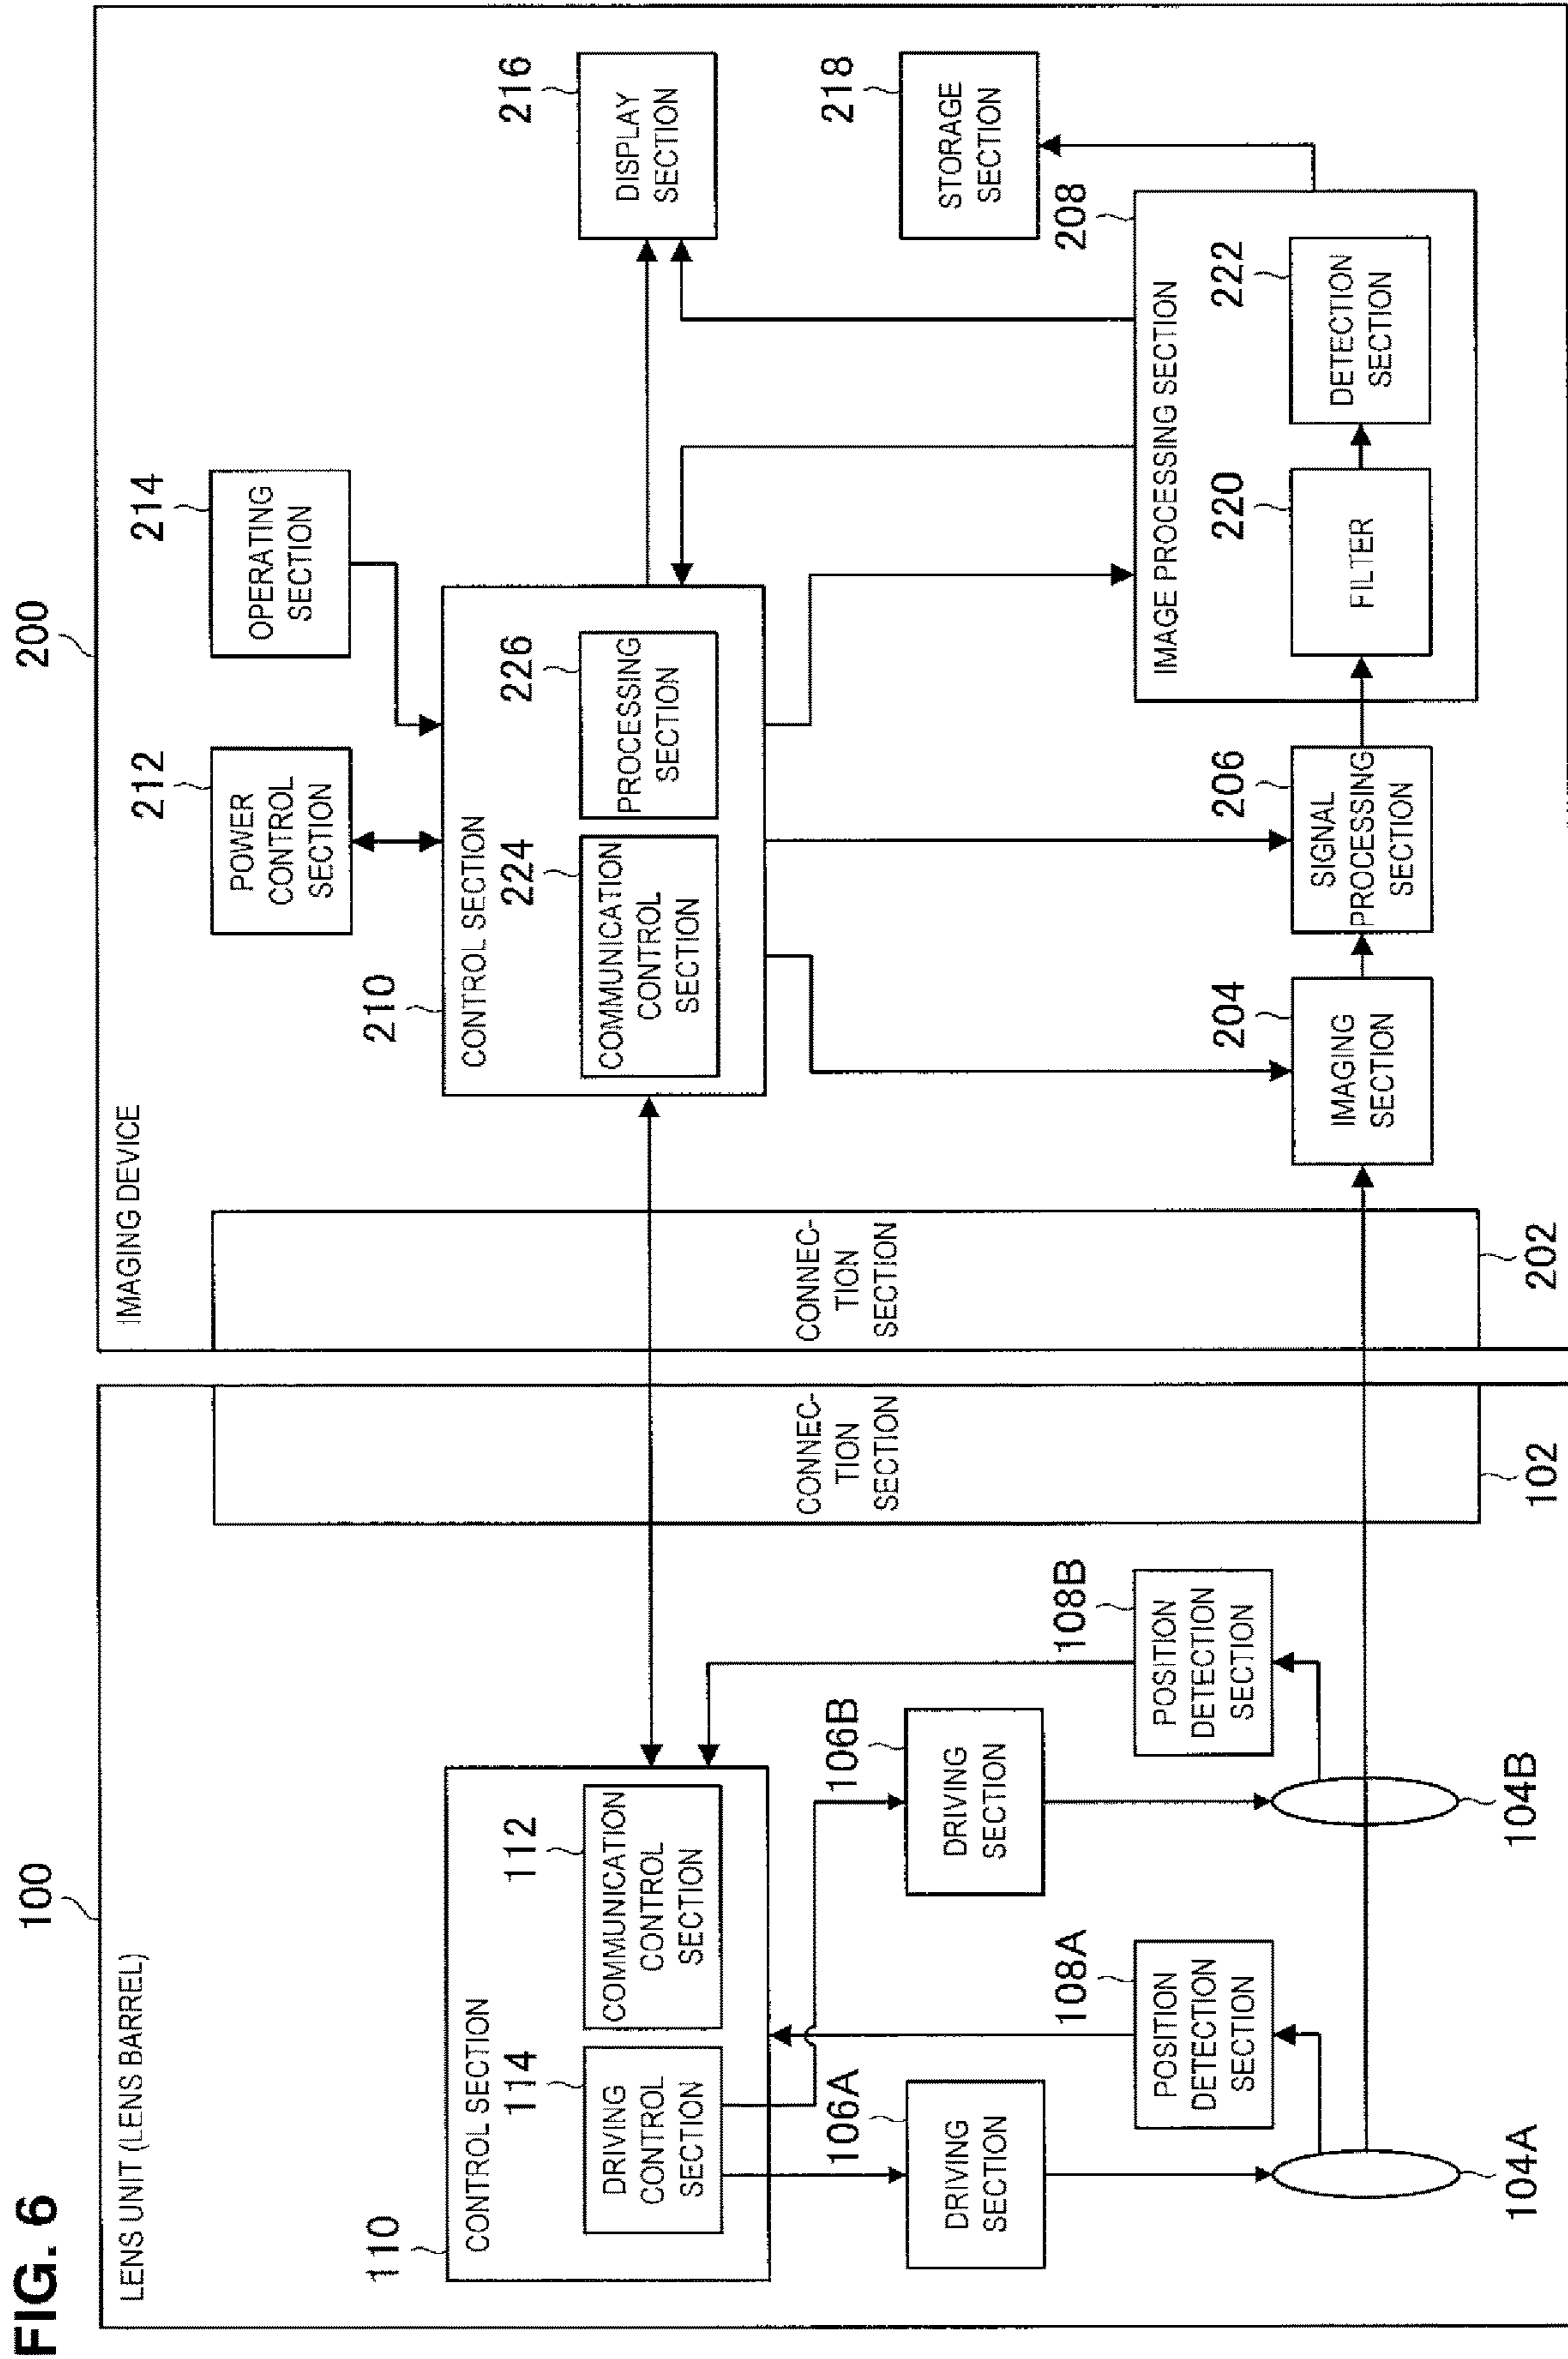 FIG. 6
100
LENS UNIT (LENS BARREL)
110
CONTROL SECTION
114
DRIVING
CONTROL
SECTION
112
COMMUNICATION
CONTROL
SECTION
106A
DRIVING
SECTION
106B
DRIVING
SECTION
108A
POSITION
DETECTION
SECTION
108B
POSITION
DETECTION
SECTION
104A
104B
CONNEC-
TION
SECTION
102
200
IMAGING DEVICE
CONNEC-
TION
SECTION
202
212
POWER
CONTROL
SECTION
214
OPERATING
SECTION
210
CONTROL SECTION
224
COMMUNICATION
CONTROL
SECTION
226
PROCESSING
SECTION
216
DISPLAY
SECTION
218
STORAGE
SECTION
204
IMAGING
SECTION
206
SIGNAL
PROCESSING
SECTION
208
IMAGE PROCESSING SECTION
220
FILTER
222
DETECTION
SECTION